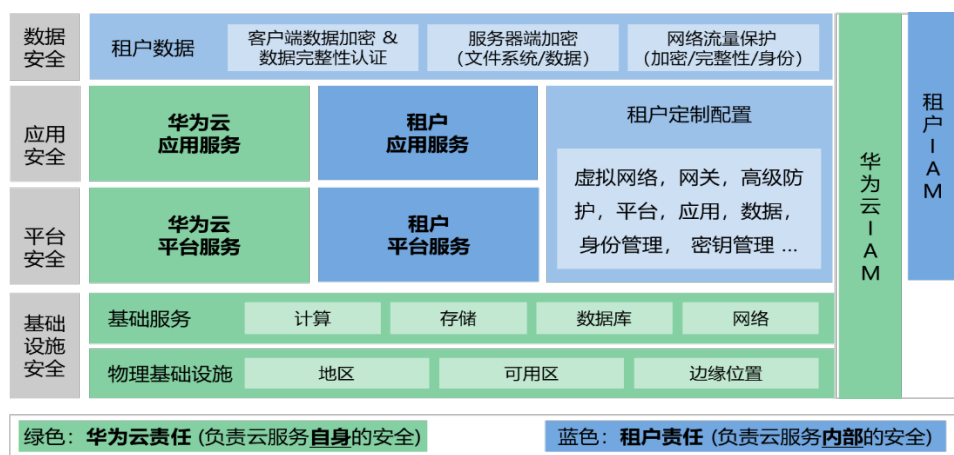 数据
安全
租户数据
客户端数据加密 &
数据完整性认证
服务器端加密
(文件系统/数据)
网络流量保护
(加密/完整性/身份)
应用
安全
华为云
应用服务
租户
应用服务
租户定制配置
虚拟网络，网关，高级防
护，平台，应用，数据，
身份管理， 密钥管理 ...
平台
安全
华为云
平台服务
租户
平台服务
基础
设施
安全
基础服务
计算
存储
数据库
网络
物理基础设施
地区
可用区
边缘位置
华为云IAM
租户IAM
绿色：华为云责任 (负责云服务自身的安全)
蓝色：租户责任 (负责云服务内部的安全)